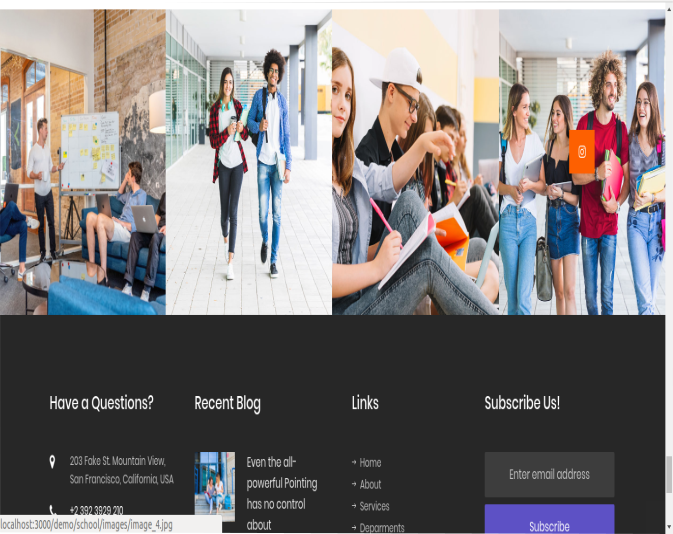 Have a Questions?
203 Fake St. Mountain View,
San Francisco, California, USA
+2 392 3929 210
Recent Blog
Even the all-
powerful Pointing
has no control
about
Links
→ Home
→ About
→ Services
→ Deparments
Subscribe Us!
Enter email address
Subscribe
localhost:3000/demo/school/images/image_4.jpg